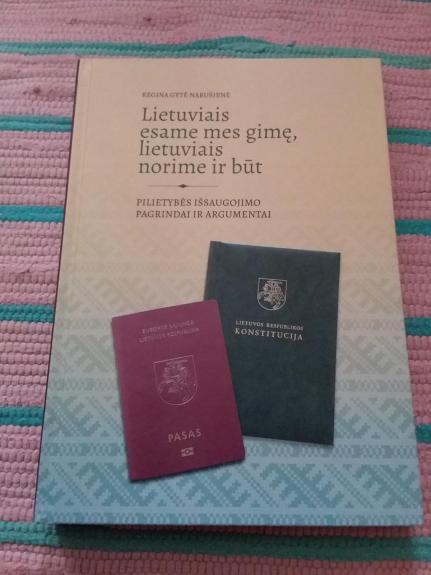 REGINA GYTĖ NARUŠIENĖ
Lietuviais
esame mes gimę,
lietuviais
norime ir būt
PILIETYBĖS IŠSAUGOJIMO
PAGRINDAI IR ARGUMENTAI
LIETUVOS RESPUBLIKOS
KONSTITUCIJA
EUROPOS SĄJUNGA
LIETUVOS RESPUBLIKA
PASAS